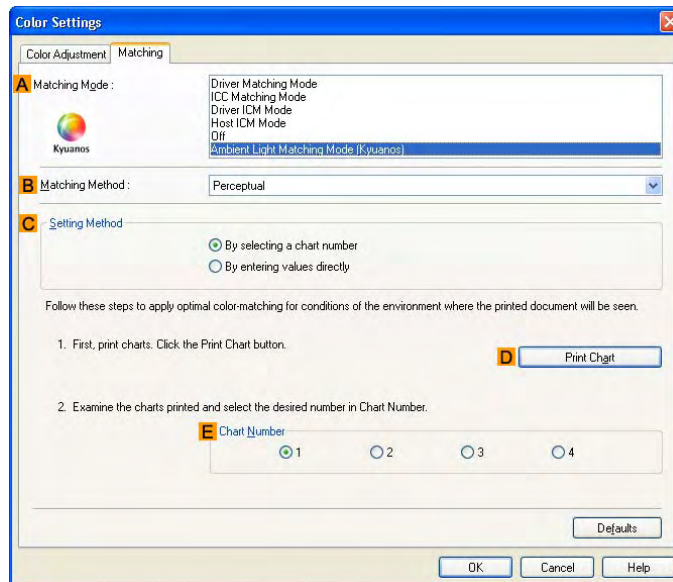 Color Settings
Color Adjustment Matching
A Matching Mode :
Driver Matching Mode
ICC Matching Mode
Driver ICM Mode
Host ICM Mode
Off
Ambient Light Matching Mode (Kyuanos)
Kyuanos
B Matching Method : Perceptual
C Setting Method
By selecting a chart number
By entering values directly
Follow these steps to apply optimal color-matching for conditions of the environment where the printed document will be seen.
1. First, print charts. Click the Print Chart button.
D Print Chart
2. Examine the charts printed and select the desired number in Chart Number.
E Chart Number
1 2 3 4
Defaults
OK Cancel Help